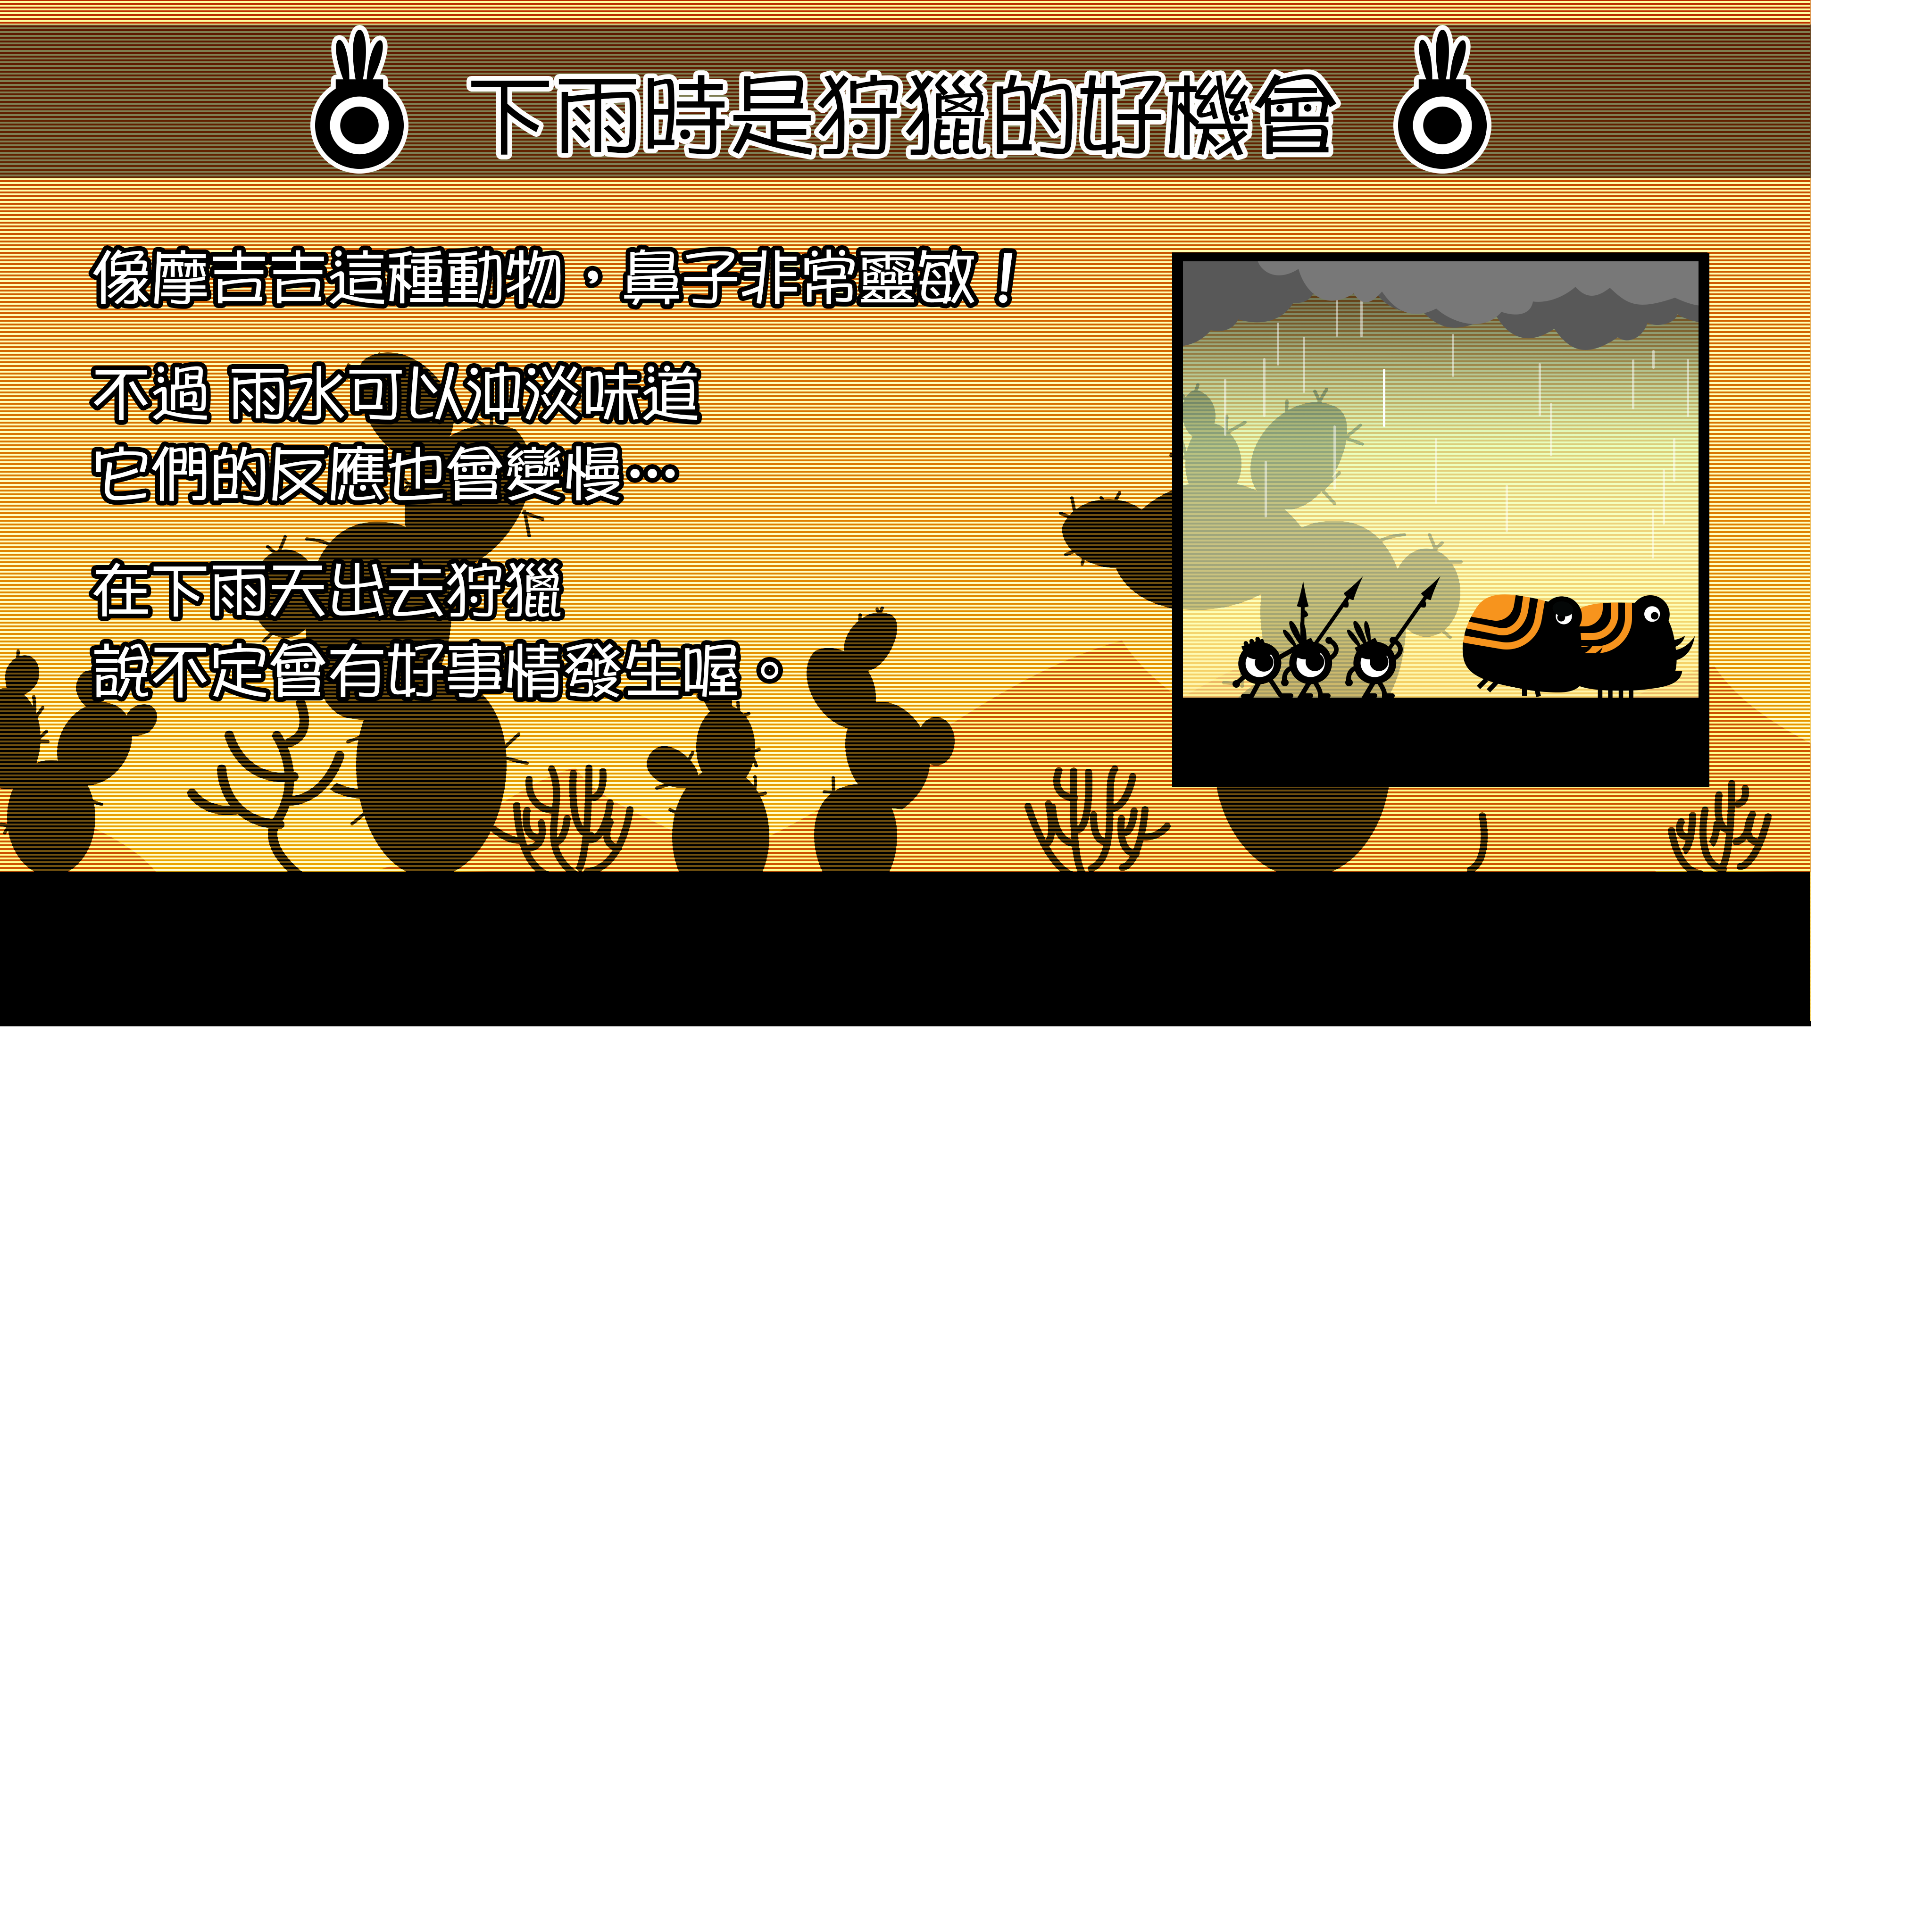 下雨時是狩獵的好機會
像摩吉吉這種動物，鼻子非常靈敏！
不過 雨水可以沖淡味道
它們的反應也會變慢…
在下雨天出去狩獵
說不定會有好事情發生喔。